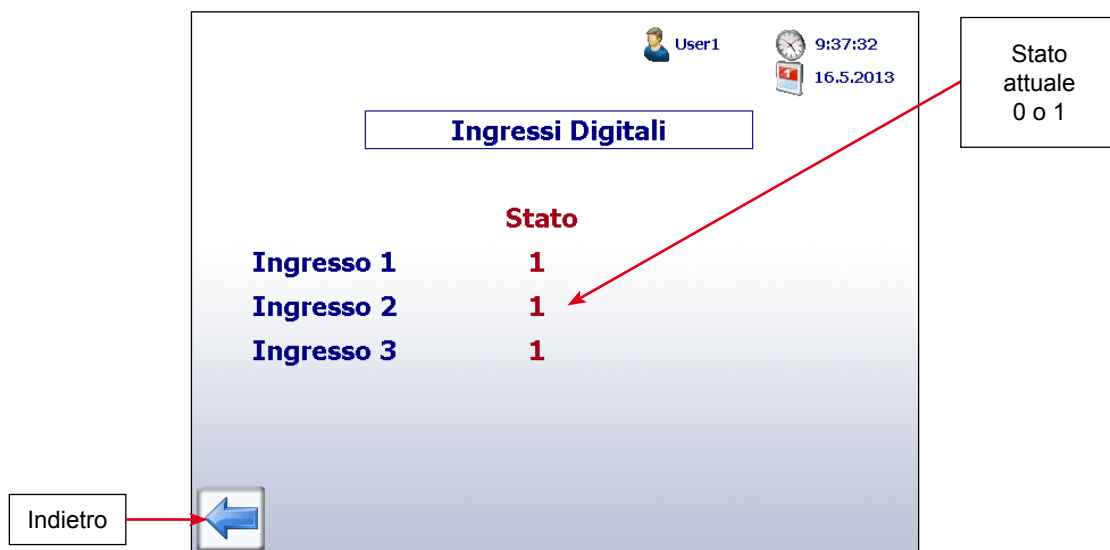 User1
9:37:32
16.5.2013
Stato
attuale
0 o 1
Ingressi Digitali
Stato
Ingresso 1 1
Ingresso 2 1
Ingresso 3 1
Indietro